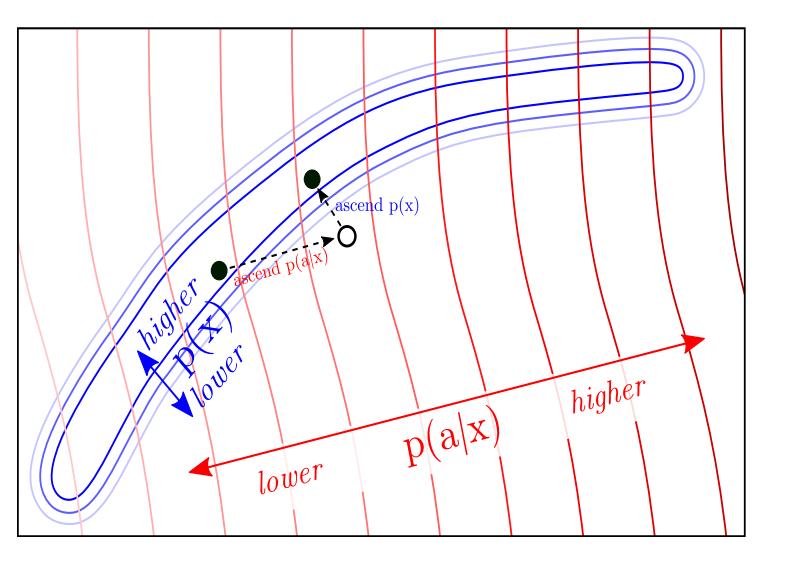 ascend p(x)
ascend p(a|x)
higher
p(x)
lower
higher
p(a|x)
lower